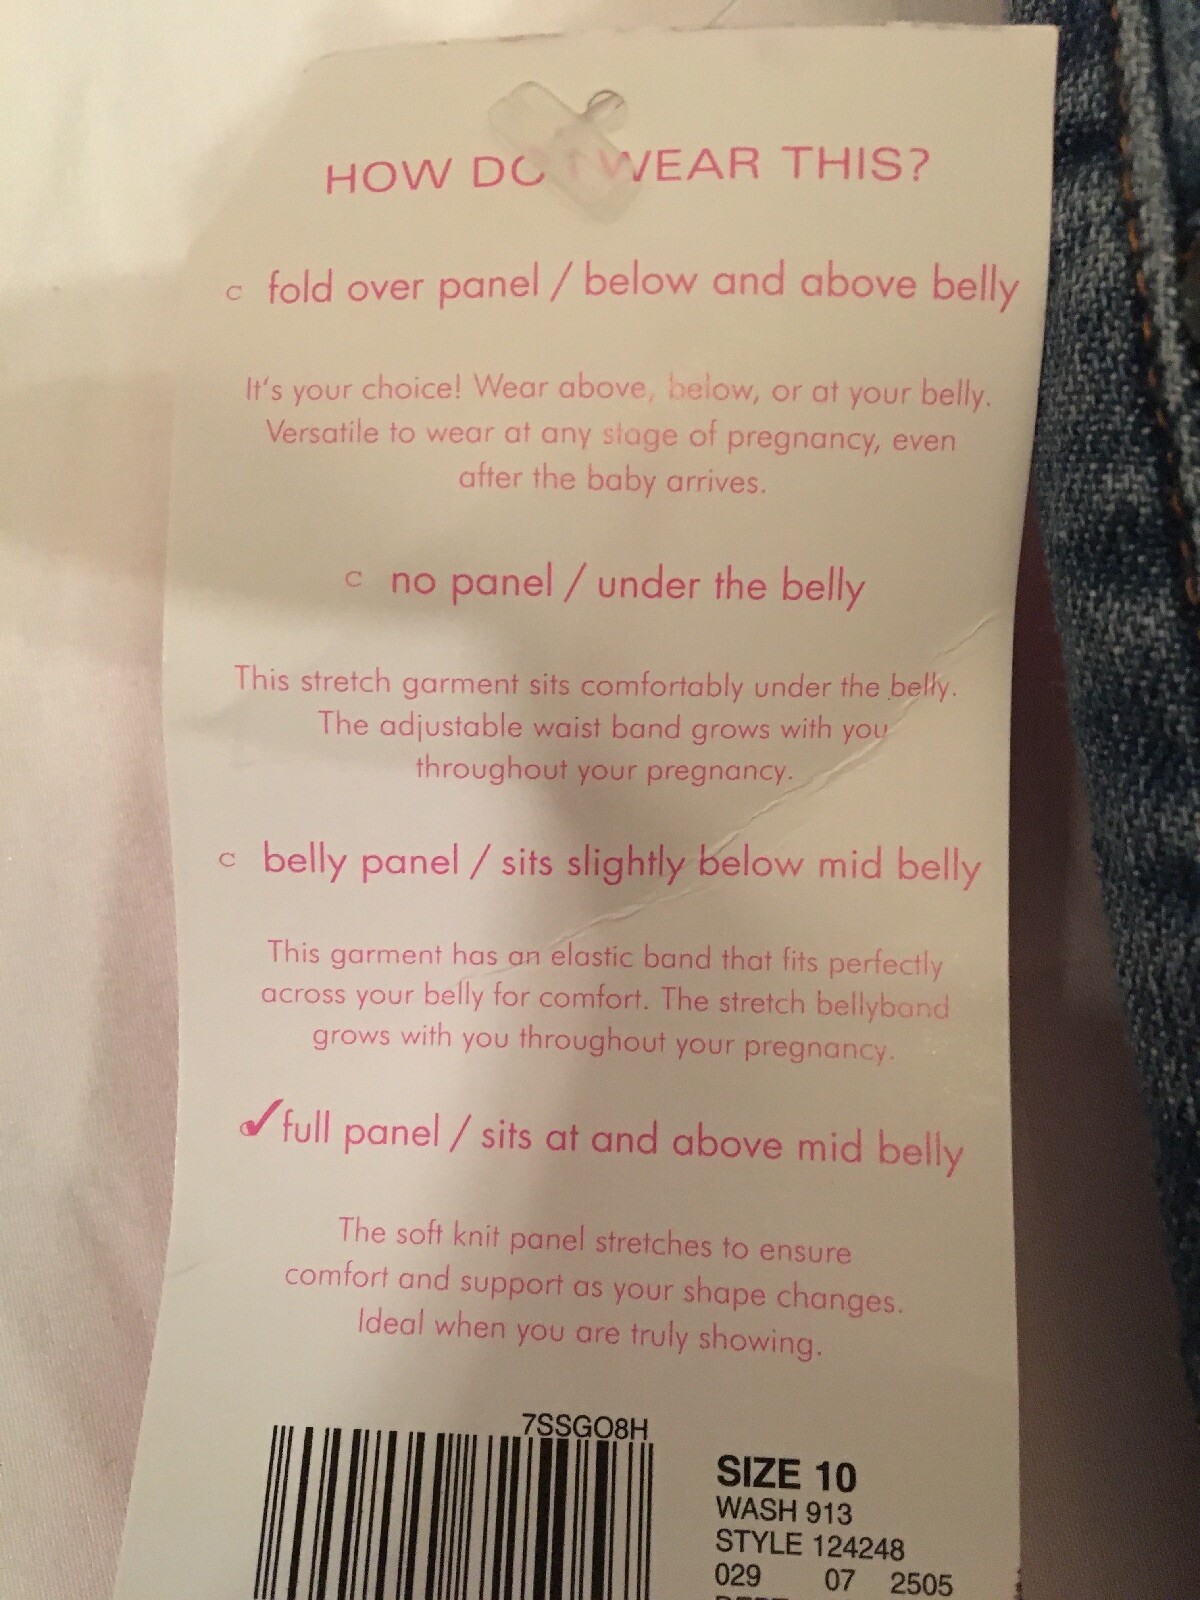 HOW DO I WEAR THIS?
c fold over panel / below and above belly
It's your choice! Wear above, below, or at your belly.
Versatile to wear at any stage of pregnancy, even
after the baby arrives.
c no panel / under the belly
This stretch garment sits comfortably under the belly.
The adjustable waist band grows with you
throughout your pregnancy.
c belly panel / sits slightly below mid belly
This garment has an elastic band that fits perfectly
across your belly for comfort. The stretch bellyband
grows with you throughout your pregnancy.
✓ full panel / sits at and above mid belly
The soft knit panel stretches to ensure
comfort and support as your shape changes.
Ideal when you are truly showing.
7SSGO8H
SIZE 10
WASH 913
STYLE 124248
029 07 2505